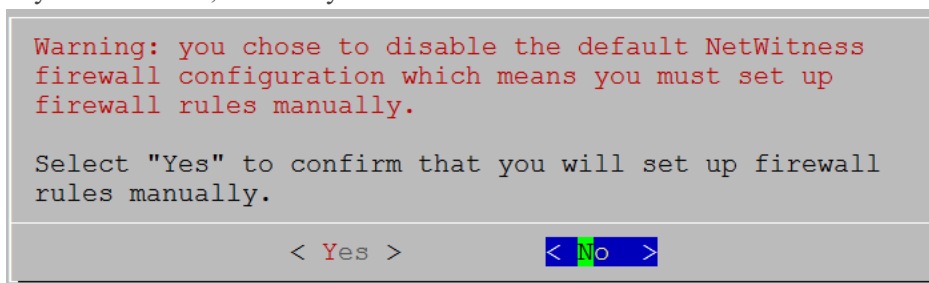 Warning: you chose to disable the default NetWitness
firewall configuration which means you must set up
firewall rules manually.
Select "Yes" to confirm that you will set up firewall
rules manually.
< Yes > < No >